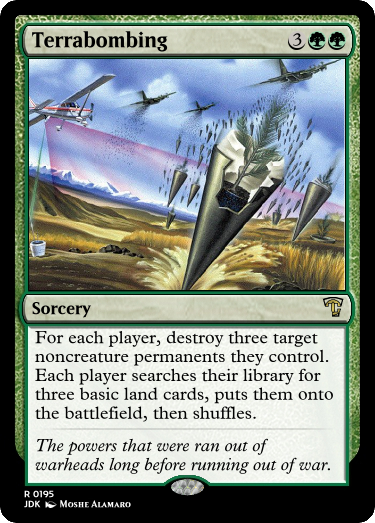 Terrabombing 3
Sorcery
For each player, destroy three target
noncreature permanents they control.
Each player searches their library for
three basic land cards, puts them onto
the battlefield, then shuffles.
The powers that were ran out of
warheads long before running out of war.
R 0195
JDK Moshe Alamaro